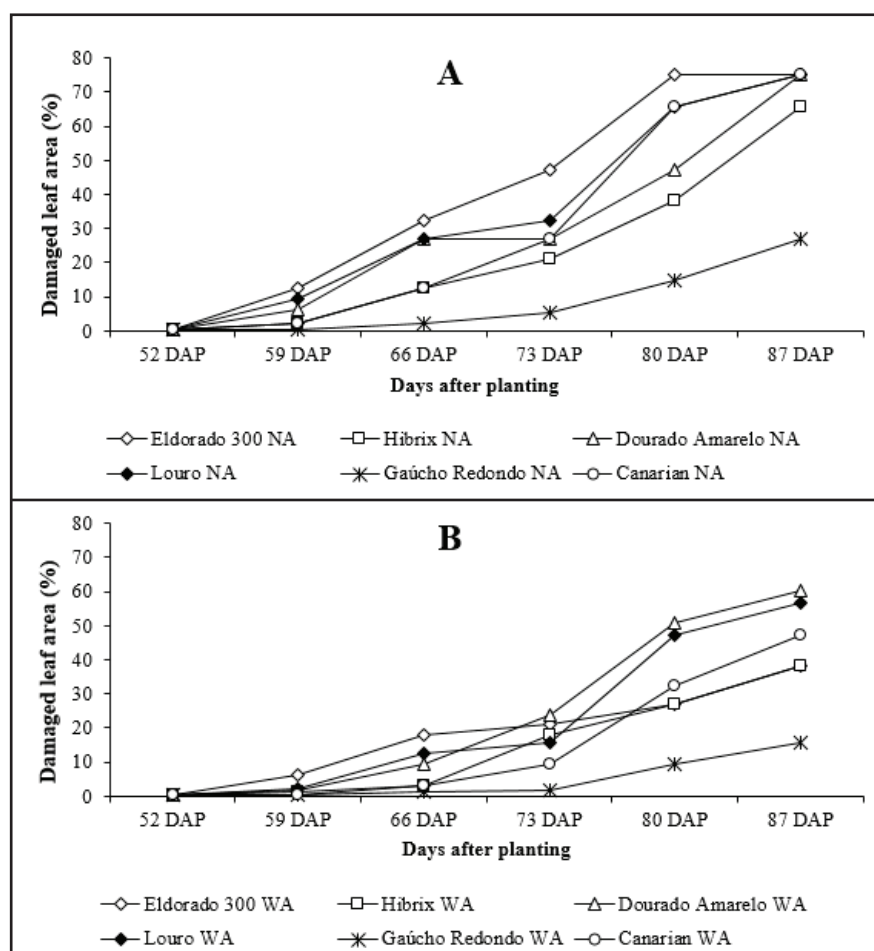 A
Damaged leaf area (%)
80
70
60
50
40
30
20
10
0
52 DAP 59 DAP 66 DAP 73 DAP 80 DAP 87 DAP
Days after planting
Eldorado 300 NA Hibrix NA Dourado Amarelo NA
Louro NA Gaúcho Redondo NA Canarian NA
B
Damaged leaf area (%)
80
70
60
50
40
30
20
10
0
52 DAP 59 DAP 66 DAP 73 DAP 80 DAP 87 DAP
Days after planting
Eldorado 300 WA Hibrix WA Dourado Amarelo WA
Louro WA Gaúcho Redondo WA Canarian WA